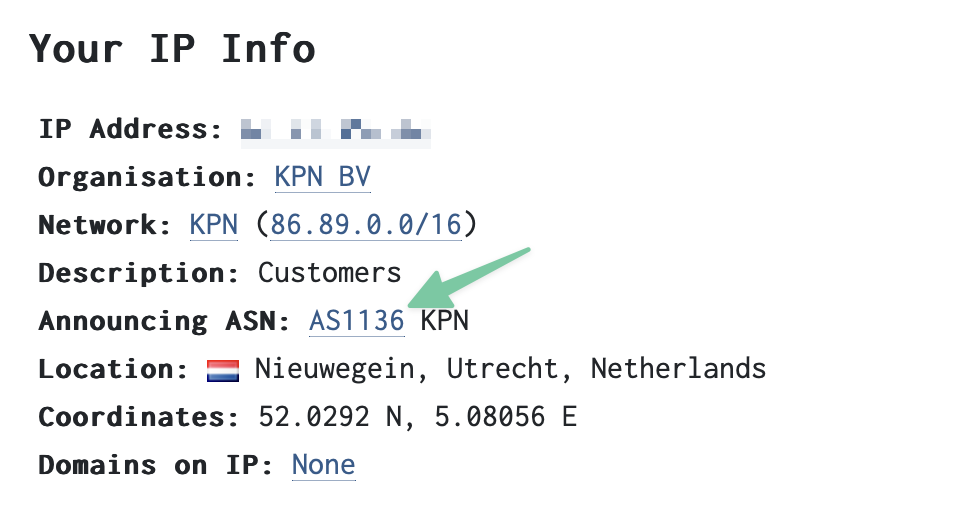 Your IP Info
IP Address:
Organisation: KPN BV
Network: KPN (86.89.0.0/16)
Description: Customers
Announcing ASN: AS1136 KPN
Location: Nieuwegein, Utrecht, Netherlands
Coordinates: 52.0292 N, 5.08056 E
Domains on IP: None